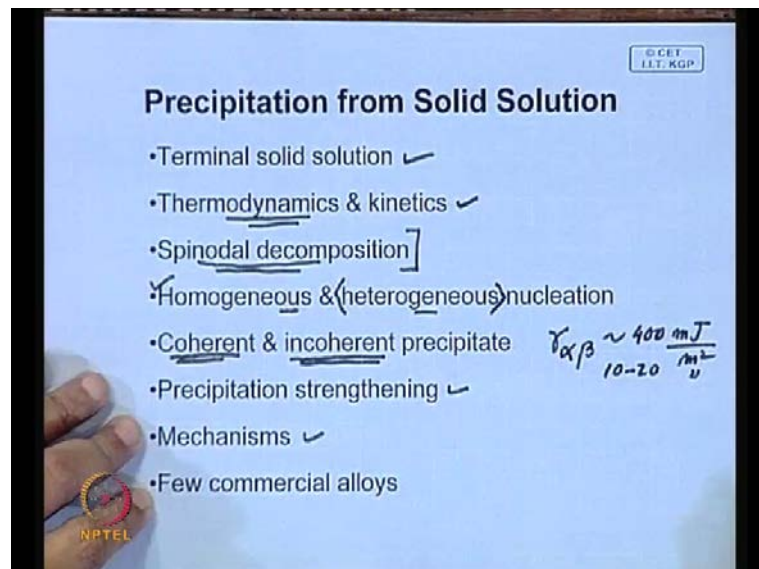 © CET
I.I.T. KGP
Precipitation from Solid Solution
•Terminal solid solution ✓
•Thermodynamics & kinetics ✓
•Spinodal decomposition]
•Homogeneous & (heterogeneous) nucleation
•Coherent & incoherent precipitate γαβ ~ 400 mJ/m²
10-20
•Precipitation strengthening ✓
•Mechanisms ✓
•Few commercial alloys
NPTEL